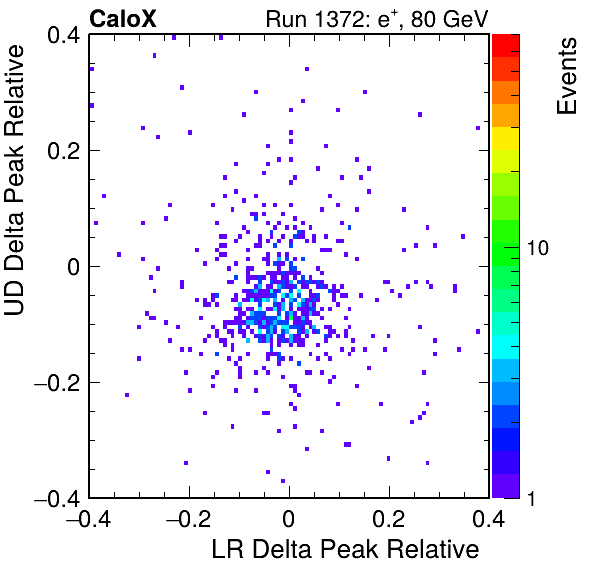 CaloX Run 1372: e⁺, 80 GeV
UD Delta Peak Relative
0.4
0.2
0
−0.2
−0.4
−0.4 −0.2 0 0.2 0.4
LR Delta Peak Relative
Events
10
1